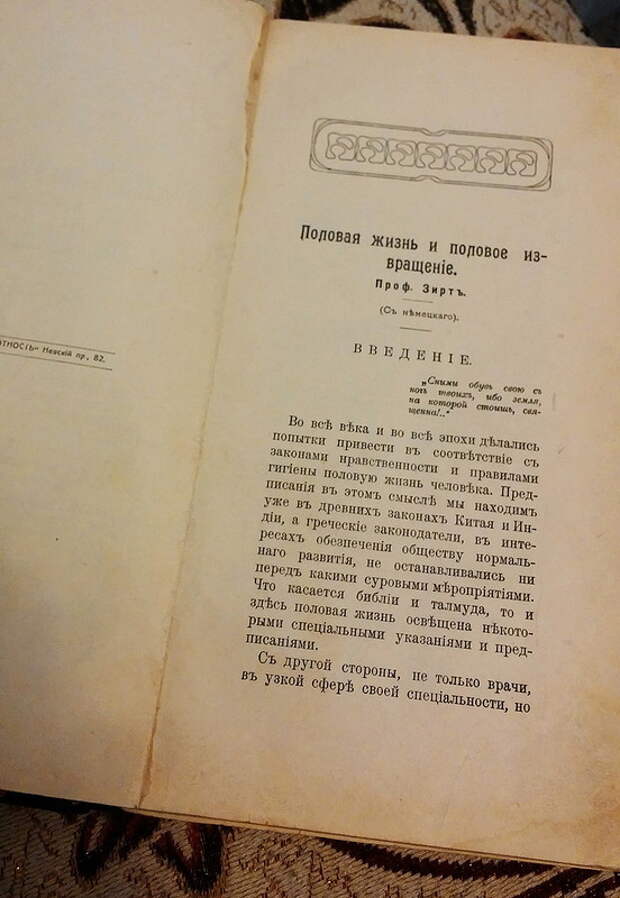 Невскій пр., 82.
Половая жизнь и половое из-
вращеніе.
Проф. Зиртъ.
(Съ нѣмецкаго).
ВВЕДЕНІЕ.
„Сними обувь свою съ
ногъ твоихъ, ибо земля,
на которой стоишь, свя-
щенна!..“
Во всѣ вѣка и во всѣ эпохи дѣлались
попытки привести въ соотвѣтствіе съ
законами нравственности и правилами
гигіены половую жизнь человѣка. Пред-
писанія въ этомъ смыслѣ мы находимъ
уже въ древнихъ законахъ Китая и Ин-
діи, а греческіе законодатели, въ инте-
ресахъ обезпеченія обществу нормаль-
наго развитія, не останавливались ни
передъ какими суровыми мѣропріятіями.
Что касается библіи и талмуда, то и
здѣсь половая жизнь освѣщена нѣкото-
рыми спеціальными указаніями и пред-
писаніями.
Съ другой стороны, не только врачи,
въ узкой сферѣ своей спеціальности, но